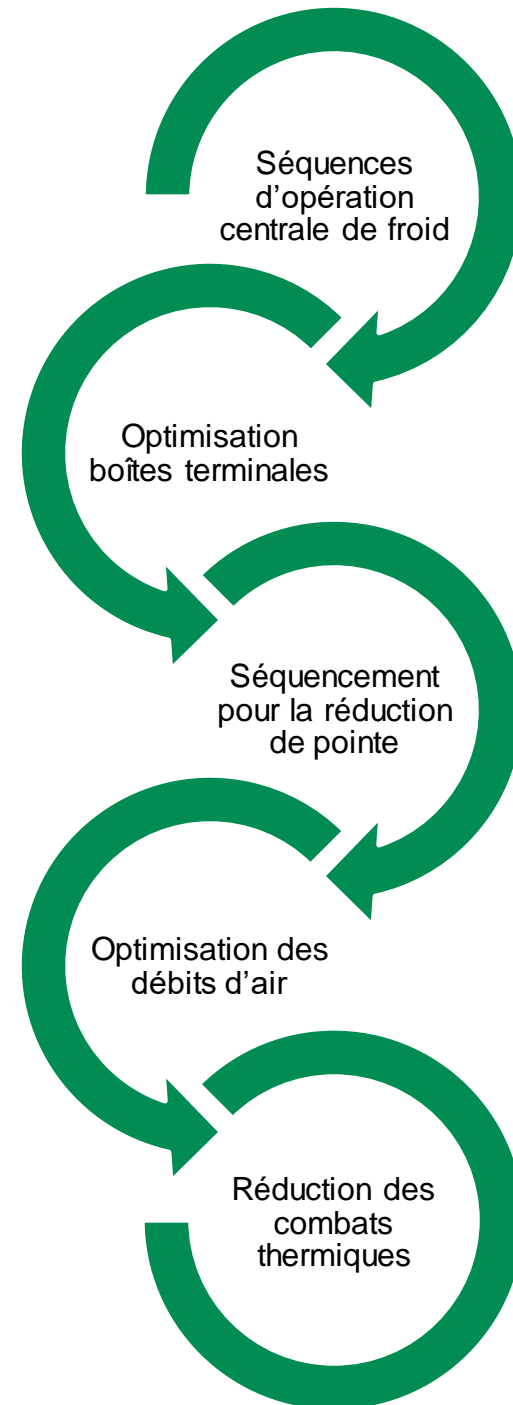 Séquences
d’opération
centrale de froid
Optimisation
boîtes terminales
Séquencement
pour la réduction
de pointe
Optimisation des
débits d’air
Réduction des
combats
thermiques